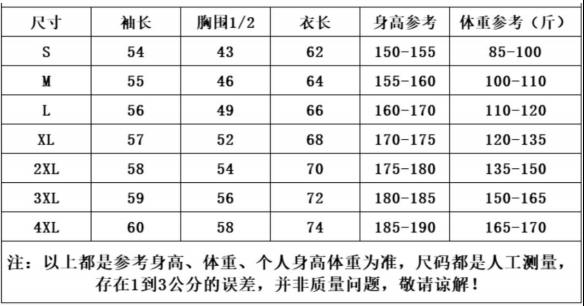 尺寸 袖长 胸围1/2 衣长 身高参考 体重参考（斤）
S 54 43 62 150-155 85-100
M 55 46 64 155-160 100-110
L 56 49 66 160-170 110-120
XL 57 52 68 170-175 120-135
2XL 58 54 70 175-180 135-150
3XL 59 56 72 180-185 150-165
4XL 60 58 74 185-190 165-170
注：以上都是参考身高、体重、个人身高体重为准，尺码都是人工测量，
存在1到3公分的误差，并非质量问题，敬请谅解！